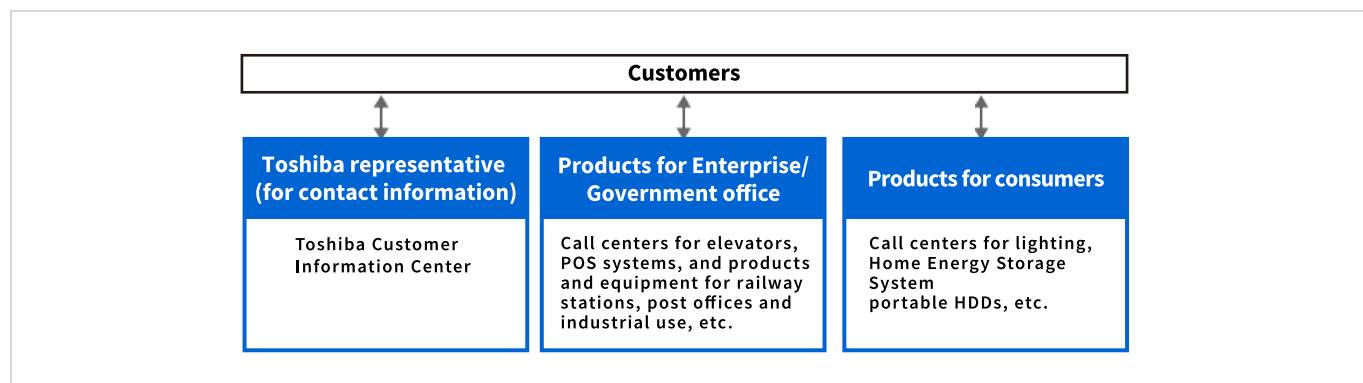 Customers
Toshiba representative
(for contact information)
Toshiba Customer
Information Center
Products for Enterprise/
Government office
Call centers for elevators,
POS systems, and products
and equipment for railway
stations, post offices and
industrial use, etc.
Products for consumers
Call centers for lighting,
Home Energy Storage
System
portable HDDs, etc.